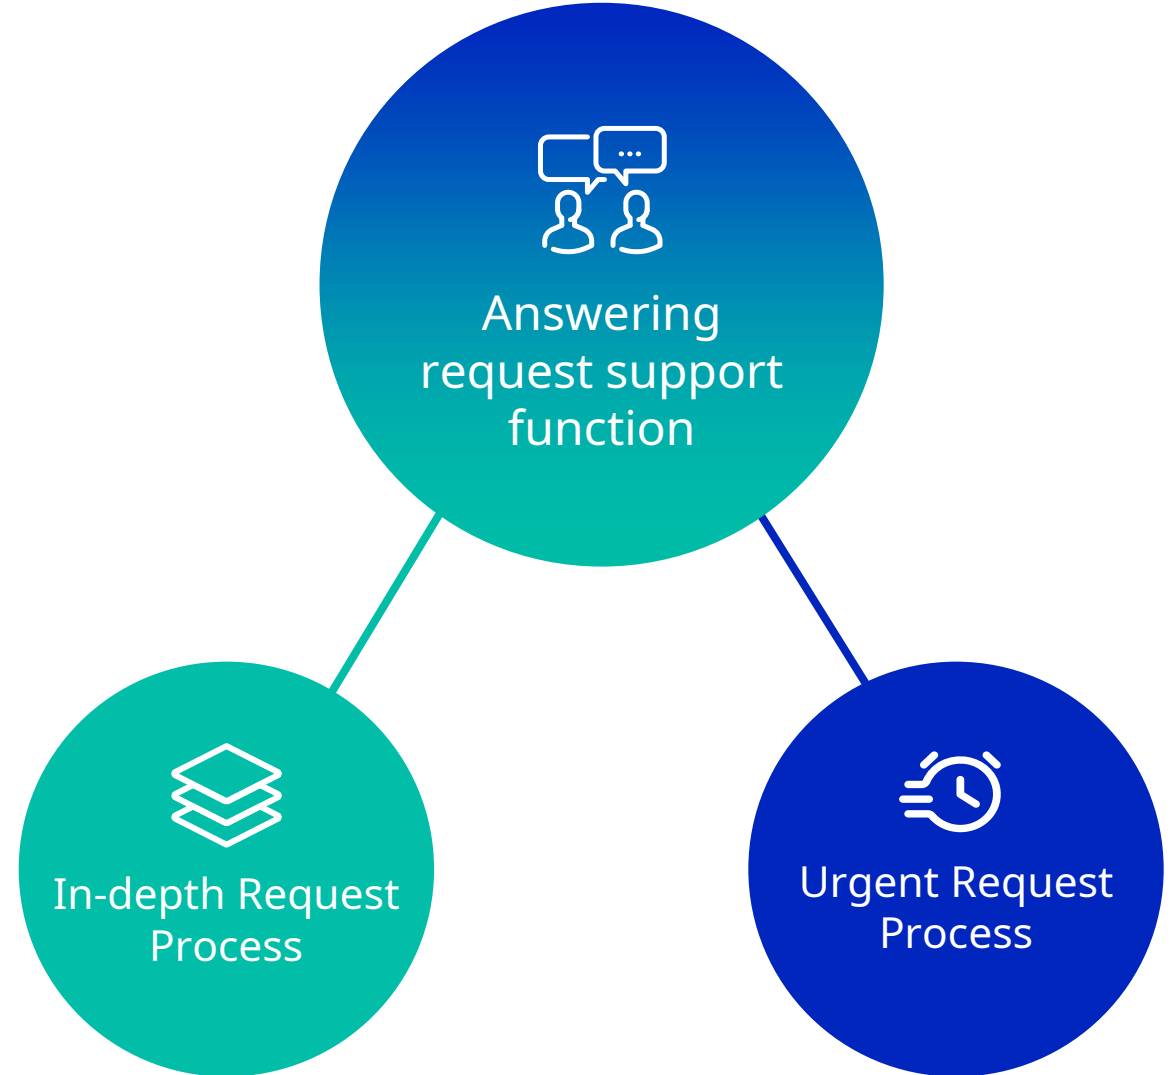 Answering
request support
function
In-depth Request
Process
Urgent Request
Process